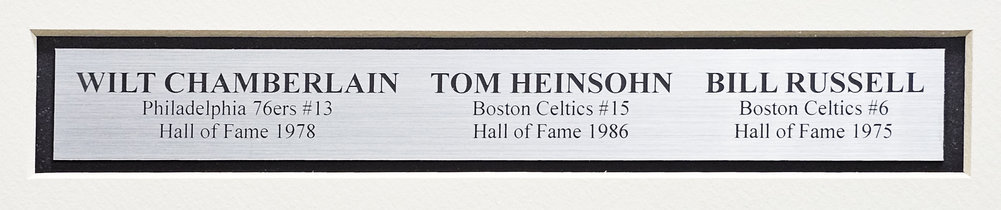 WILT CHAMBERLAIN
Philadelphia 76ers #13
Hall of Fame 1978
TOM HEINSOHN
Boston Celtics #15
Hall of Fame 1986
BILL RUSSELL
Boston Celtics #6
Hall of Fame 1975